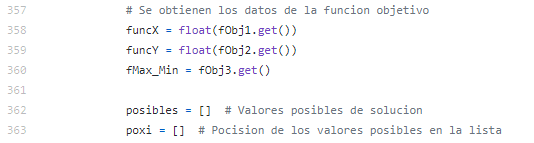 357 # Se obtienen los datos de la funcion objetivo
358 funcX = float(fObj1.get())
359 funcY = float(fObj2.get())
360 fMax_Min = fObj3.get()
361
362 posibles = [] # Valores posibles de solucion
363 poxi = [] # Pocision de los valores posibles en la lista